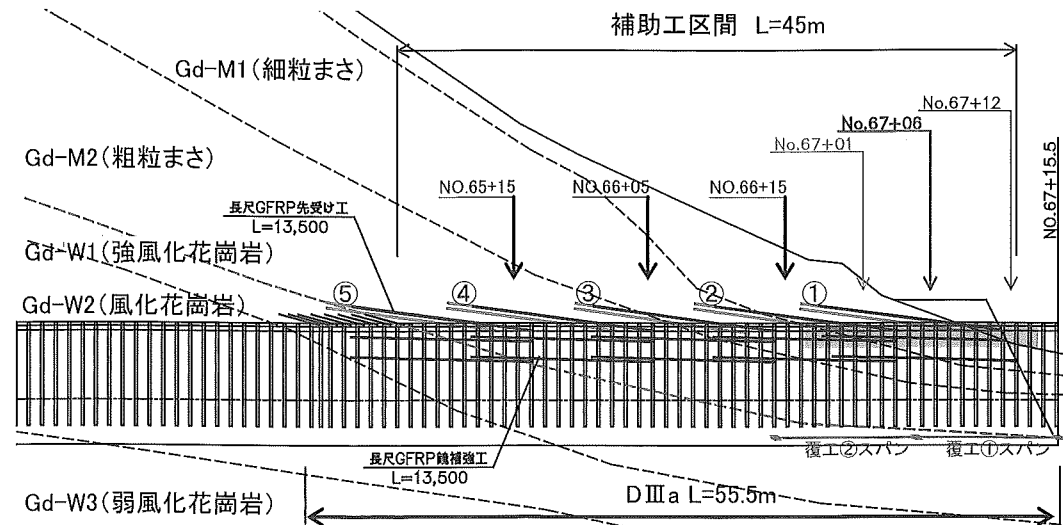 補助工区間 L=45m
Gd-M1(細粒まさ)
No.67+12
No.67+06
No.67+01
Gd-M2(粗粒まさ)
NO.65+15
NO.66+05
NO.66+15
NO.67+15.5
長尺GFRP先受け工
L=13,500
Gd-W1(強風化花崗岩)
Gd-W2(風化花崗岩)
⑤
④
③
②
①
覆工②スパン
覆工①スパン
長尺GFRP鏡補強工
L=13,500
Gd-W3(弱風化花崗岩)
DⅢa L=55.5m